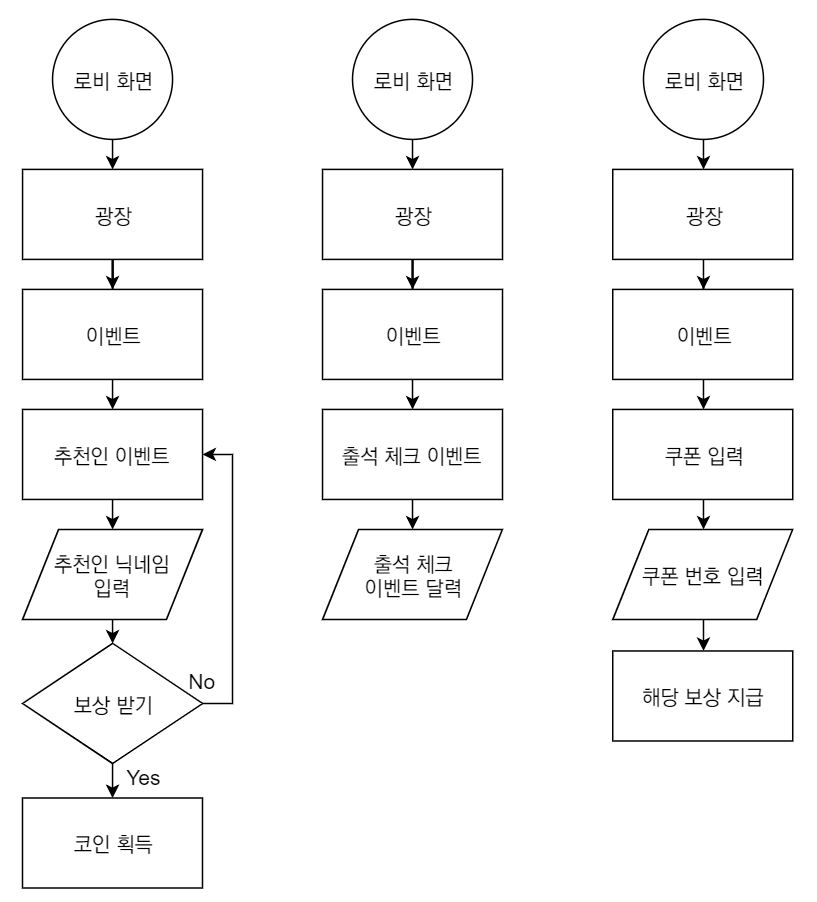 로비 화면
광장
이벤트
추천인 이벤트
추천인 닉네임
입력
보상 받기
No
Yes
코인 획득
로비 화면
광장
이벤트
출석 체크 이벤트
출석 체크
이벤트 달력
로비 화면
광장
이벤트
쿠폰 입력
쿠폰 번호 입력
해당 보상 지급